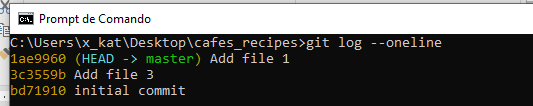 Prompt de Comando
C:\Users\x_kat\Desktop\cafes_recipes>git log --oneline
1ae9960 (HEAD -> master) Add file 1
3c3559b Add file 3
bd71910 initial commit